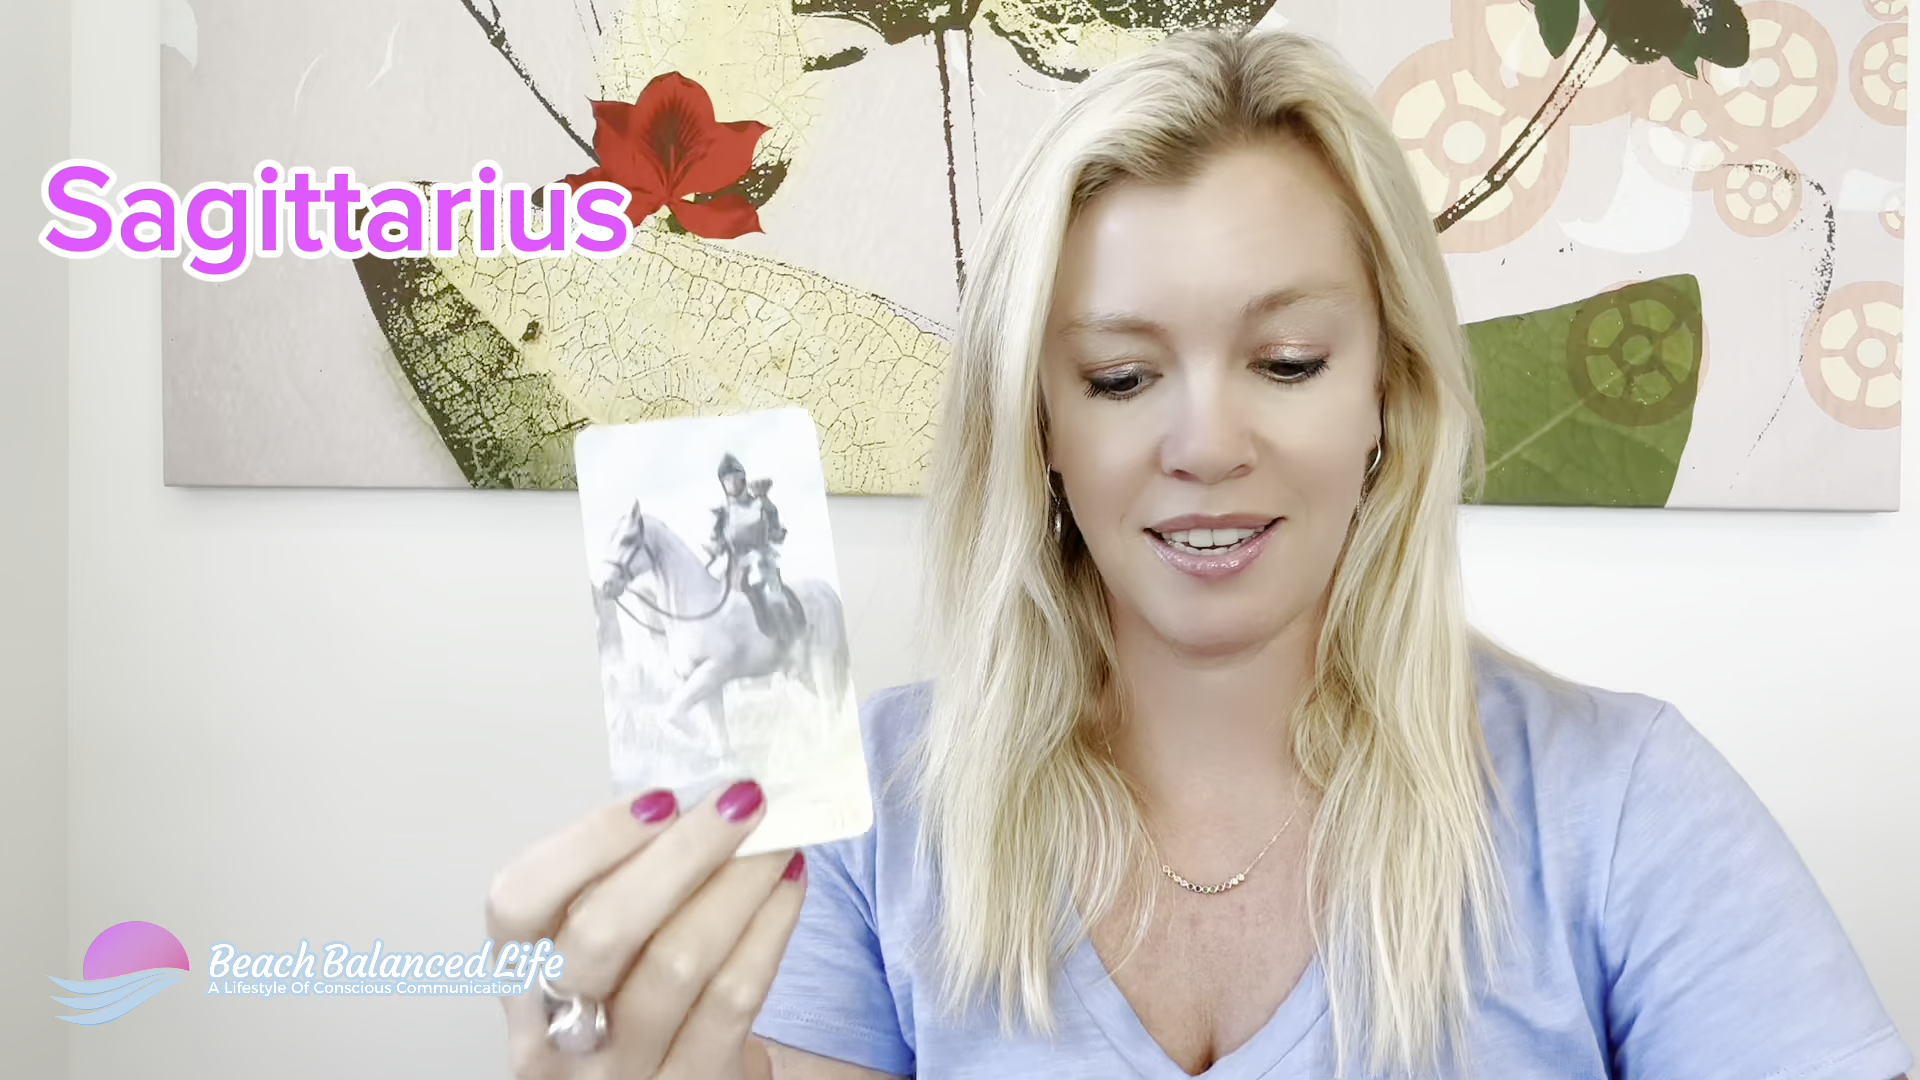 Sagittarius
Beach Balanced Life
A Lifestyle Of Conscious Communication